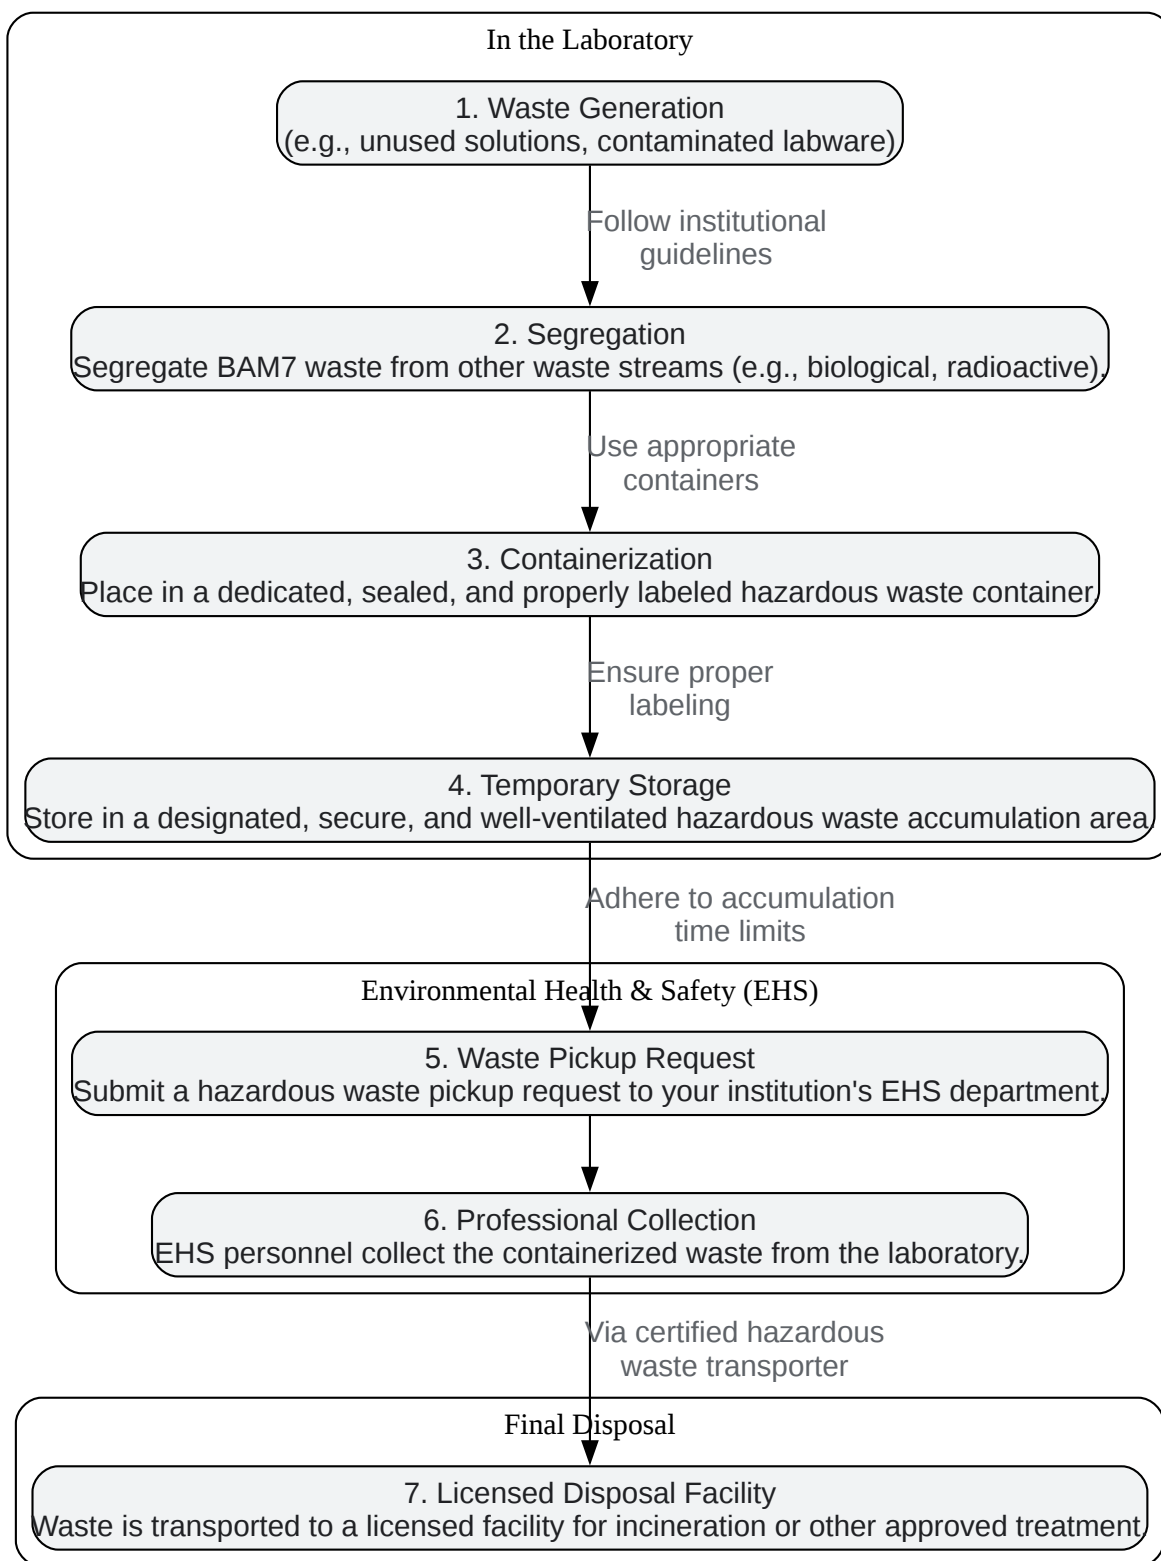 In the Laboratory
1. Waste Generation
(e.g., unused solutions, contaminated labware)
Follow institutional
guidelines
2. Segregation
Segregate BAM7 waste from other waste streams (e.g., biological, radioactive).
Use appropriate
containers
3. Containerization
Place in a dedicated, sealed, and properly labeled hazardous waste container.
Ensure proper
labeling
4. Temporary Storage
Store in a designated, secure, and well-ventilated hazardous waste accumulation area.
Adhere to accumulation
time limits
Environmental Health & Safety (EHS)
5. Waste Pickup Request
Submit a hazardous waste pickup request to your institution's EHS department.
6. Professional Collection
EHS personnel collect the containerized waste from the laboratory.
Via certified hazardous
waste transporter
Final Disposal
7. Licensed Disposal Facility
Waste is transported to a licensed facility for incineration or other approved treatment.